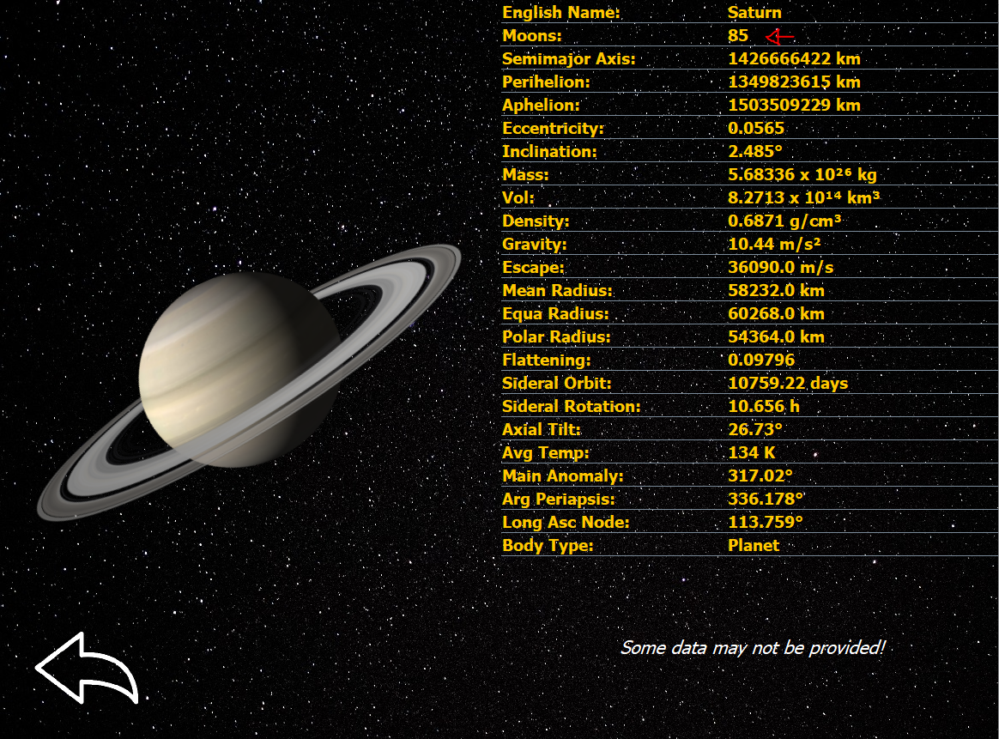 English Name: Saturn
Moons: 85
Semimajor Axis: 1426666422 km
Perihelion: 1349823615 km
Aphelion: 1503509229 km
Eccentricity: 0.0565
Inclination: 2.485°
Mass: 5.68336 x 10²⁶ kg
Vol: 8.2713 x 10¹⁴ km³
Density: 0.6871 g/cm³
Gravity: 10.44 m/s²
Escape: 36090.0 m/s
Mean Radius: 58232.0 km
Equa Radius: 60268.0 km
Polar Radius: 54364.0 km
Flattening: 0.09796
Sideral Orbit: 10759.22 days
Sideral Rotation: 10.656 h
Axial Tilt: 26.73°
Avg Temp: 134 K
Main Anomaly: 317.02°
Arg Periapsis: 336.178°
Long Asc Node: 113.759°
Body Type: Planet
Some data may not be provided!